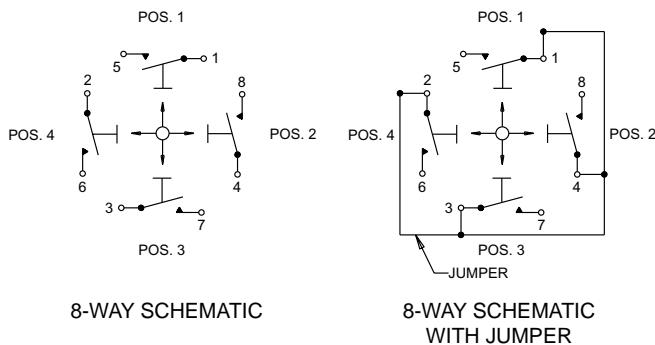 POS. 1
5
1
2
8
POS. 4
POS. 2
6
4
3
7
POS. 3
8-WAY SCHEMATIC
POS. 1
5
1
2
8
POS. 4
POS. 2
6
4
3
7
POS. 3
JUMPER
8-WAY SCHEMATIC
WITH JUMPER